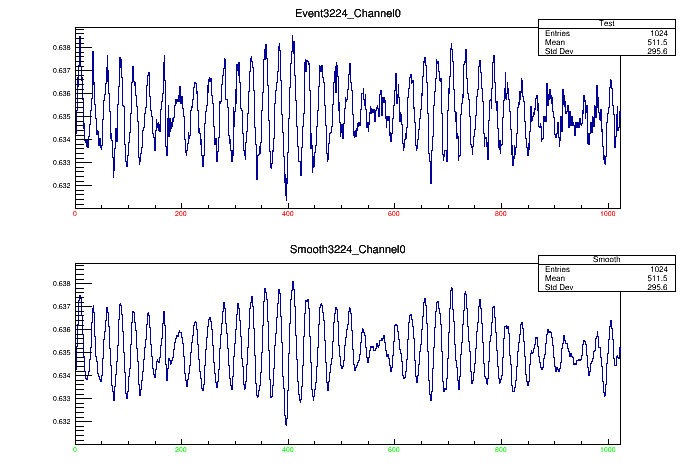 Event3224_Channel0
Test
Entries 1024
Mean 511.5
Std Dev 295.6
0.638
0.637
0.636
0.635
0.634
0.633
0.632
0 200 400 600 800 1000
Smooth3224_Channel0
Smooth
Entries 1024
Mean 511.5
Std Dev 295.6
0.638
0.637
0.636
0.635
0.634
0.633
0.632
0 200 400 600 800 1000